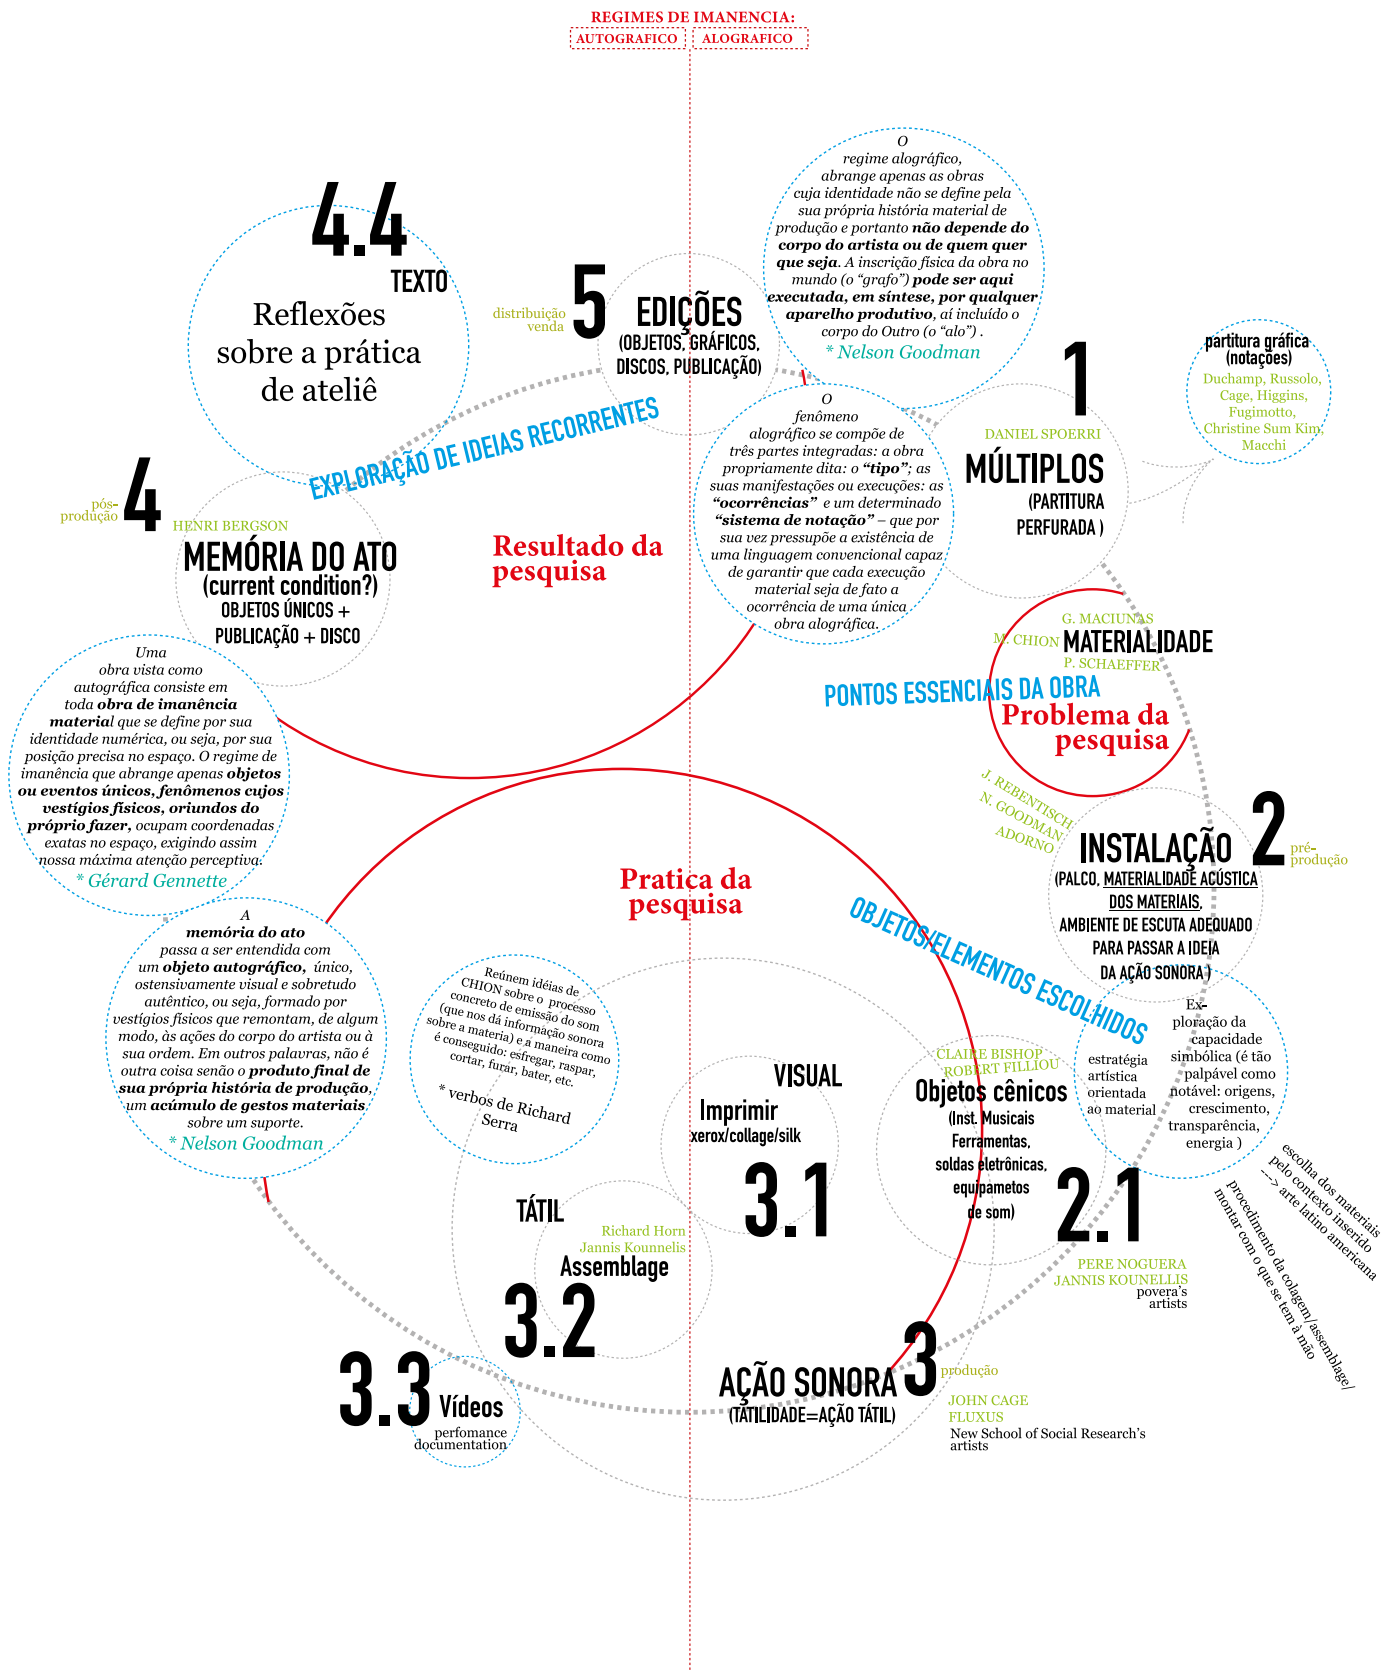 REGIMES DE IMANENCIA:
AUTOGRAFICO
ALOGRAFICO
O
regime alográfico,
abrange apenas as obras
cuja identidade não se define pela
sua própria história material de
produção e portanto não depende do
corpo do artista ou de quem quer
que seja. A inscrição física da obra no
mundo (o “grafo”) pode ser aqui
executada, em síntese, por qualquer
aparelho produtivo, aí incluído o
corpo do Outro (o “alo”) .
* Nelson Goodman
4.4
TEXTO
Reflexões
sobre a prática
de ateliê
distribuição
venda
5
EDIÇÕES
(OBJETOS, GRÁFICOS,
DISCOS, PUBLICAÇÃO)
EXPLORAÇÃO DE IDEIAS RECORRENTES
1
DANIEL SPOERRI
MÚLTIPLOS
(PARTITURA
PERFURADA )
partitura gráfica
(notações)
Duchamp, Russolo,
Cage, Higgins,
Fugimotto,
Christine Sum Kim,
Macchi
O
fenômeno
alográfico se compõe de
três partes integradas: a obra
propriamente dita: o “tipo”; as
suas manifestações ou execuções: as
“ocorrências” e um determinado
“sistema de notação” – que por
sua vez pressupõe a existência de
uma linguagem convencional capaz
de garantir que cada execução
material seja de fato a
ocorrência de uma única
obra alográfica.
pós-
produção
4
HENRI BERGSON
MEMÓRIA DO ATO
(current condition?)
OBJETOS ÚNICOS +
PUBLICAÇÃO + DISCO
Resultado da
pesquisa
G. MACIUNAS
M. CHION
MATERIALIDADE
P. SCHAEFFER
PONTOS ESSENCIAIS DA OBRA
Problema da
pesquisa
Uma
obra vista como
autográfica consiste em
toda obra de imanência
material que se define por sua
identidade numérica, ou seja, por sua
posição precisa no espaço. O regime de
imanência que abrange apenas objetos
ou eventos únicos, fenômenos cujos
vestígios físicos, oriundos do
próprio fazer, ocupam coordenadas
exatas no espaço, exigindo assim
nossa máxima atenção perceptiva.
* Gérard Gennette
J. REBENTISCH
N. GOODMAN
ADORNO
2
pré-
produção
INSTALAÇÃO
(PALCO, MATERIALIDADE ACÚSTICA
DOS MATERIAIS,
AMBIENTE DE ESCUTA ADEQUADO
PARA PASSAR A IDEIA
DA AÇÃO SONORA )
Pratica da
pesquisa
OBJETOS/ELEMENTOS ESCOLHIDOS
A
memória do ato
passa a ser entendida com
um objeto autográfico, único,
ostensivamente visual e sobretudo
autêntico, ou seja, formado por
vestígios físicos que remontam, de algum
modo, às ações do corpo do artista ou à
sua ordem. Em outros palavras, não é
outra coisa senão o produto final de
sua própria história de produção,
um acúmulo de gestos materiais
sobre um suporte.
* Nelson Goodman
Reúnem idéias de
CHION sobre o processo
concreto de emissão do som
(que nos dá informação sonora
sobre a materia) e a maneira como
é conseguido: esfregar, raspar,
cortar, furar, bater, etc.
* verbos de Richard
Serra
VISUAL
Imprimir
xerox/collage/silk
3.1
CLAIRE BISHOP
ROBERT FILLIOU
Objetos cênicos
(Inst. Musicais
Ferramentas,
soldas eletrônicas,
equipametos
de som)
2.1
PERE NOGUERA
JANNIS KOUNELLIS
povera’s
artists
estratégia
artística
orientada
ao material
Ex-
ploração da
capacidade
simbólica (é tão
palpável como
notável: origens,
crescimento,
transparência,
energia )
escolha dos materiais
pelo contexto inserido
---> arte latino americana
procedimento da colagem/assemblage/
montar com o que se tem à mão
TÁTIL
Richard Horn
Jannis Kounnelis
Assemblage
3.2
3.3
Vídeos
perfomance
documentation
AÇÃO SONORA
(TATILIDADE=AÇÃO TÁTIL)
3
produção
JOHN CAGE
FLUXUS
New School of Social Research’s
artists